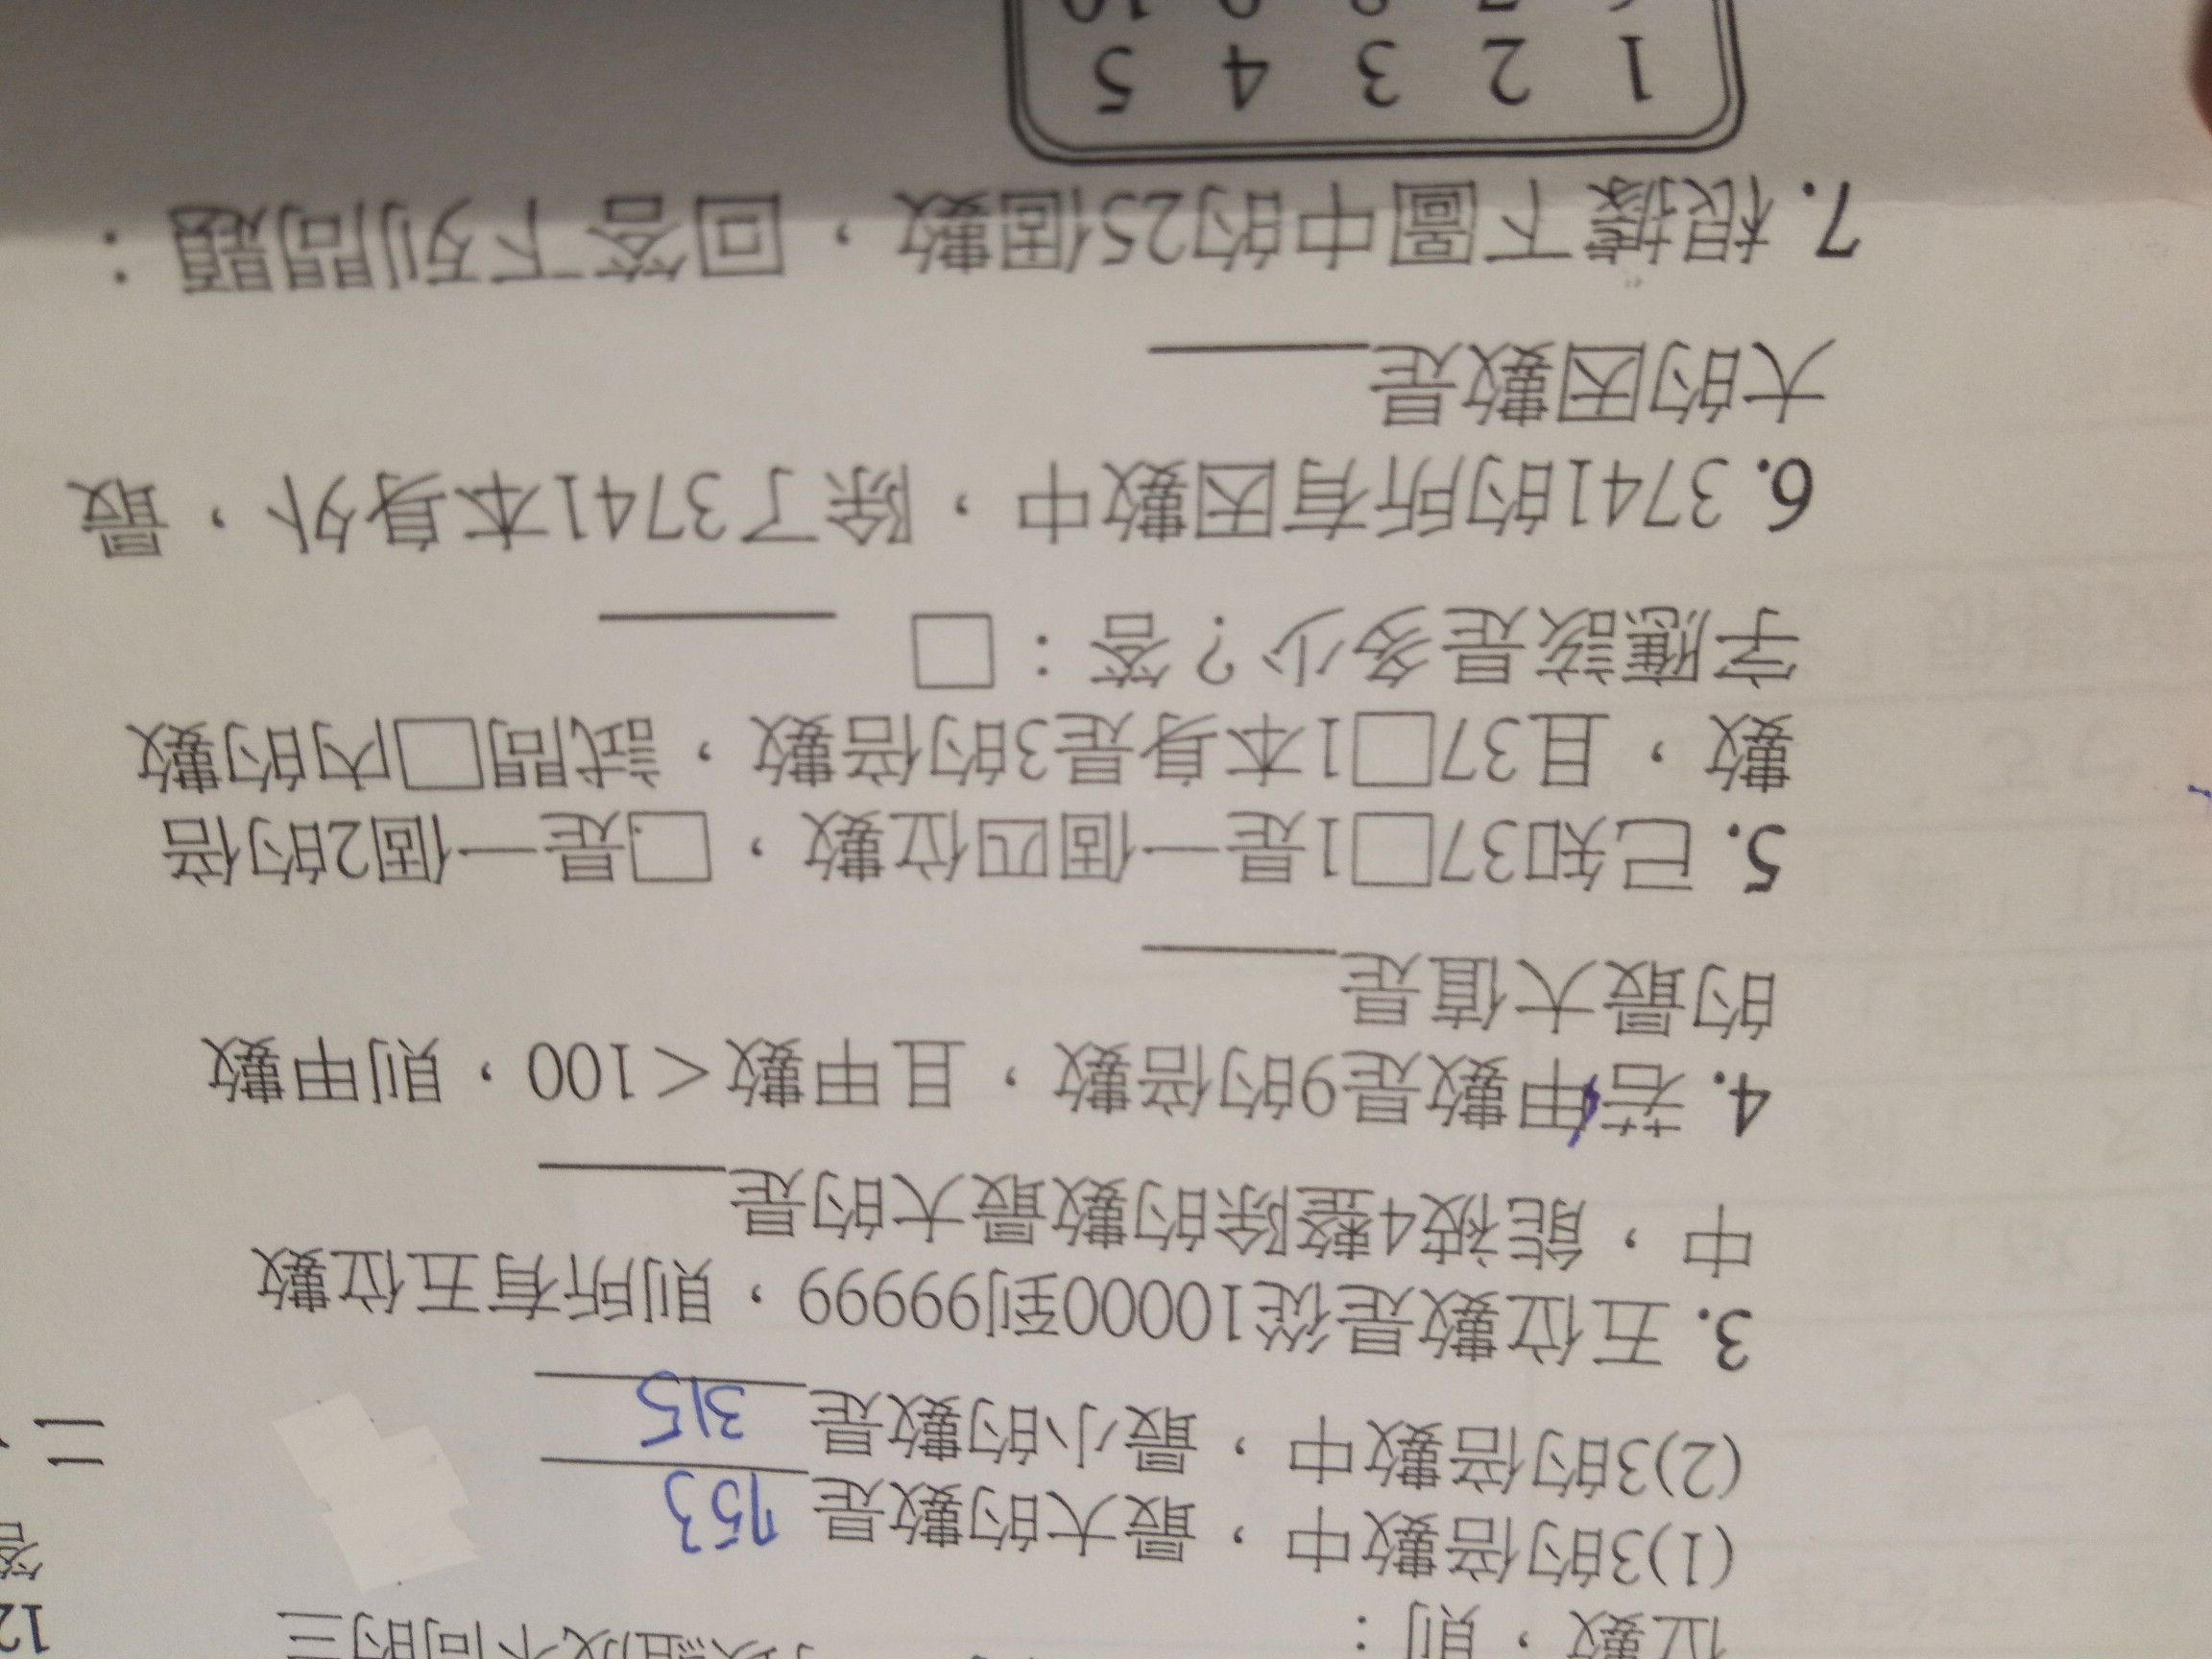 位數，則：
(1)3的倍數中，最大的數是 753
(2)3的倍數中，最小的數是 315
3. 五位數是從10000到99999，則所有五位數
中，能被4整除的數最大的是
4. 若甲數是9的倍數，且甲數＜100，則甲數
的最大值是
5. 已知37□1是一個四位數，□是一個2的倍
數，且37□1本身是3的倍數，試問□內的數
字應該是多少？答：□
6. 3741的所有因數中，除了3741本身外，最
大的因數是
7. 根據下圖中的25個數，回答下列問題：
1 2 3 4 5
12
答
二